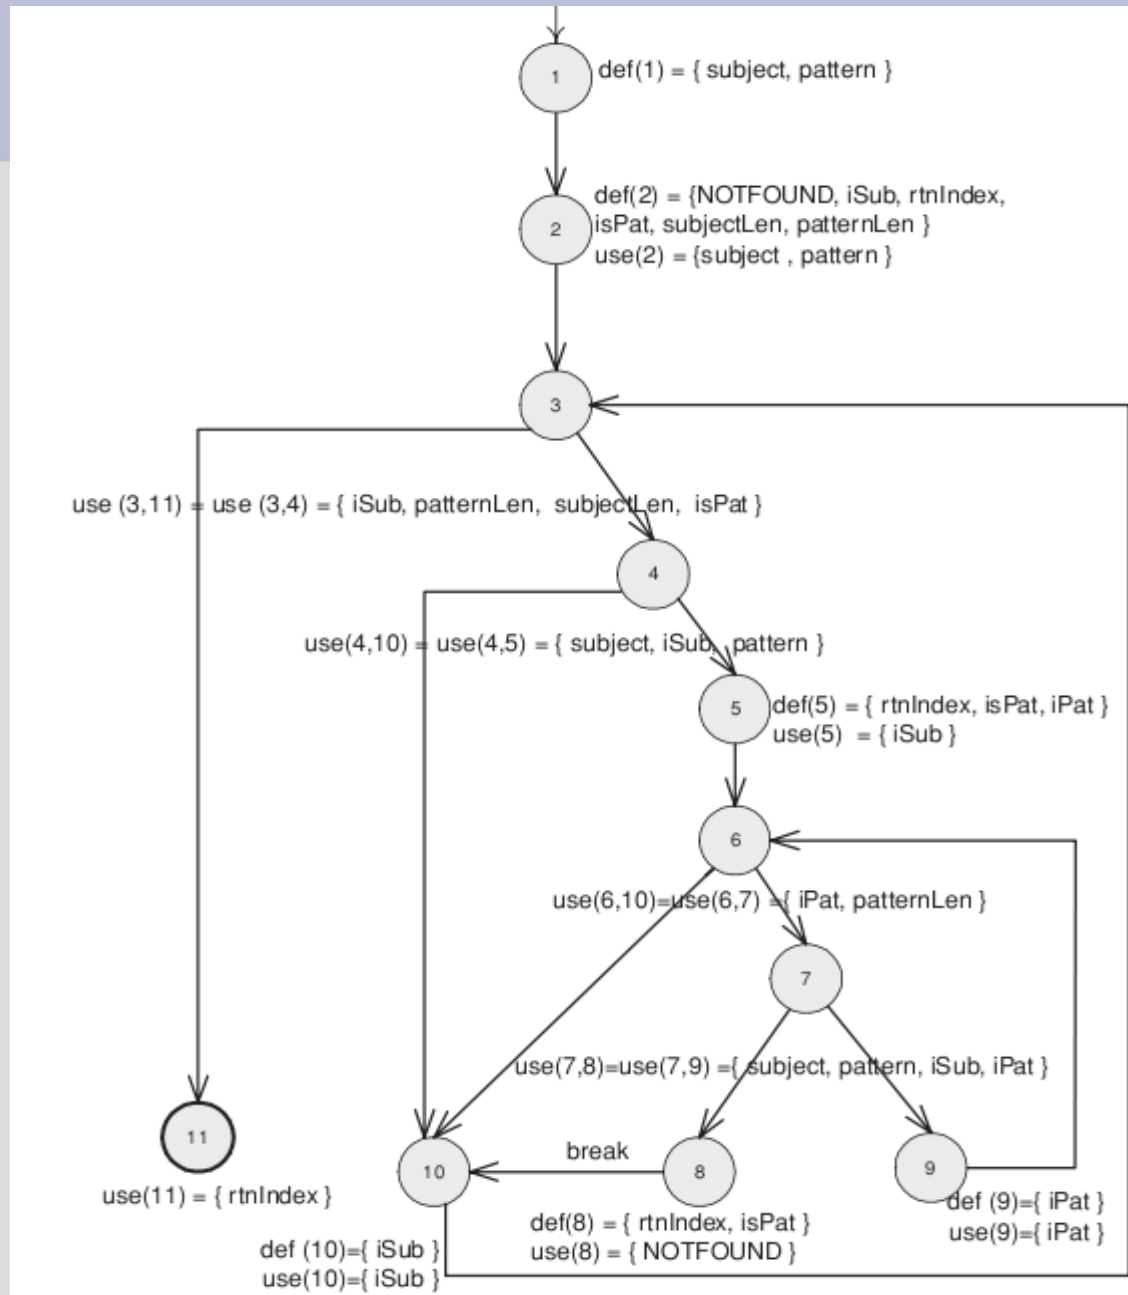 1
def(1) = { subject, pattern }
def(2) = {NOTFOUND, iSub, rtnIndex,
2
isPat, subjectLen, patternLen }
use(2) = {subject , pattern }
3
use (3,11) = use (3,4) = { iSub, patternLen, subjectLen, isPat }
4
use(4,10) = use(4,5) = { subject, iSub, pattern }
5
def(5) = { rtnIndex, isPat, iPat }
use(5) = { iSub }
6
use(6,10)=use(6,7) ={ iPat, patternLen }
7
use(7,8)=use(7,9) ={ subject, pattern, iSub, iPat }
11
break
10
8
9
use(11) = { rtnIndex }
def (9)={ iPat }
def(8) = { rtnIndex, isPat }
use(9)={ iPat }
def (10)={ iSub }
use(8) = { NOTFOUND }
use(10)={ iSub }